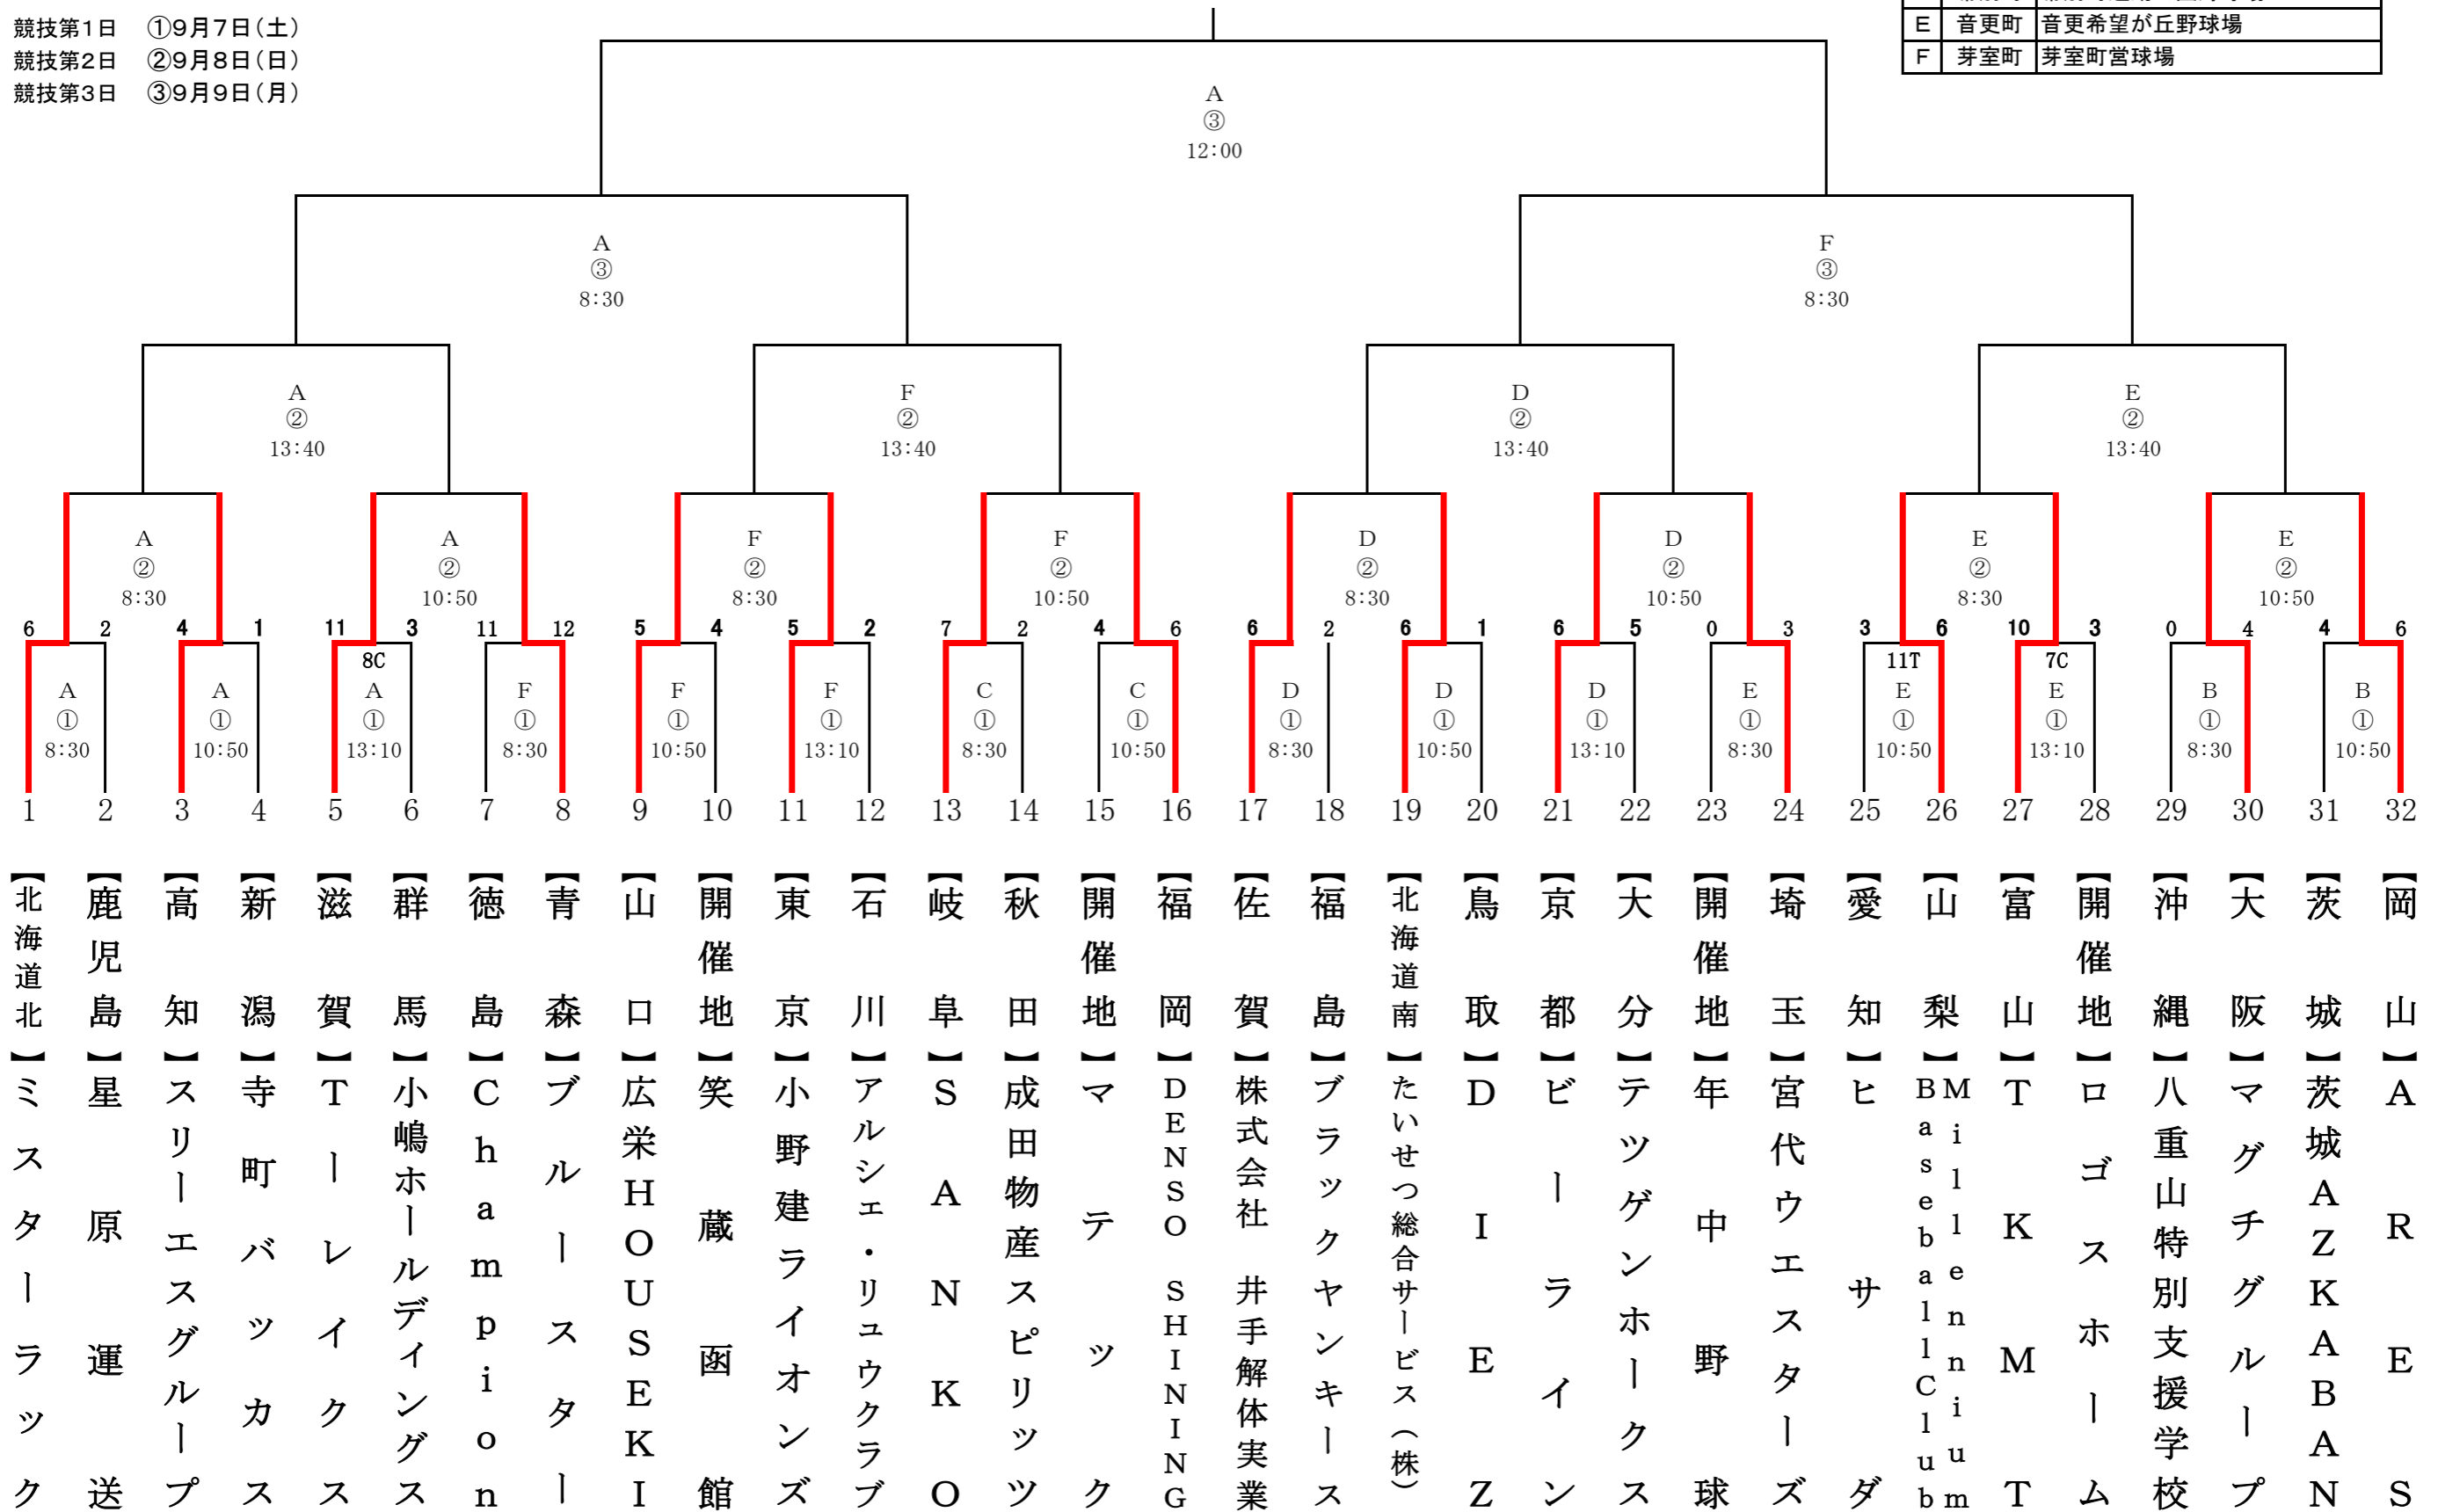 競技第1日 ①9月7日(土)
競技第2日 ②9月8日(日)
競技第3日 ③9月9日(月)
E 音更町 音更希望が丘野球場
F 芽室町 芽室町営球場
A ③ 12:00
A ③ 8:30
F ③ 8:30
A ② 13:40
F ② 13:40
D ② 13:40
E ② 13:40
A ② 8:30
A ② 10:50
F ② 8:30
F ② 10:50
D ② 8:30
D ② 10:50
E ② 8:30
E ② 10:50
6 2 4 1 11 3 11 12 5 4 5 2 7 2 4 6 6 2 6 1 6 5 0 3 3 6 10 3 0 4 4 6
8C 11T 7C
A ① 8:30
A ① 10:50
A ① 13:10
F ① 8:30
F ① 10:50
F ① 13:10
C ① 8:30
C ① 10:50
D ① 8:30
D ① 10:50
D ① 13:10
E ① 8:30
E ① 10:50
E ① 13:10
B ① 8:30
B ① 10:50
1 2 3 4 5 6 7 8 9 10 11 12 13 14 15 16 17 18 19 20 21 22 23 24 25 26 27 28 29 30 31 32
【北海道北】ミスターラック
【鹿児島】星原運送
【高知】スリーエスグループ
【新潟】寺町バッカス
【滋賀】Tーレイクス
【群馬】小嶋ホールディングス
【徳島】Champion
【青森】ブルースター
【山口】広栄HOUSEKI
【開催地】笑蔵函館
【東京】小野建ライオンズ
【石川】アルシェ・リュウクラブ
【岐阜】SANKO
【秋田】成田物産スピリッツ
【開催地】マテック
【福岡】DENSO SHINING
【佐賀】株式会社 井手解体実業
【福島】ブラックヤンキース
【北海道南】たいせつ総合サービス(株)
【鳥取】DIEZ
【京都】ビーライン
【大分】テツゲンホークス
【開催地】年中野球
【埼玉】宮代ウエスターズ
【愛知】ヒサダ
【山梨】Millennium BaseballClub
【富山】TKMT
【開催地】ロゴスホーム
【沖縄】八重山特別支援学校
【大阪】マグチグループ
【茨城】茨城AZKABAN
【岡山】ARES